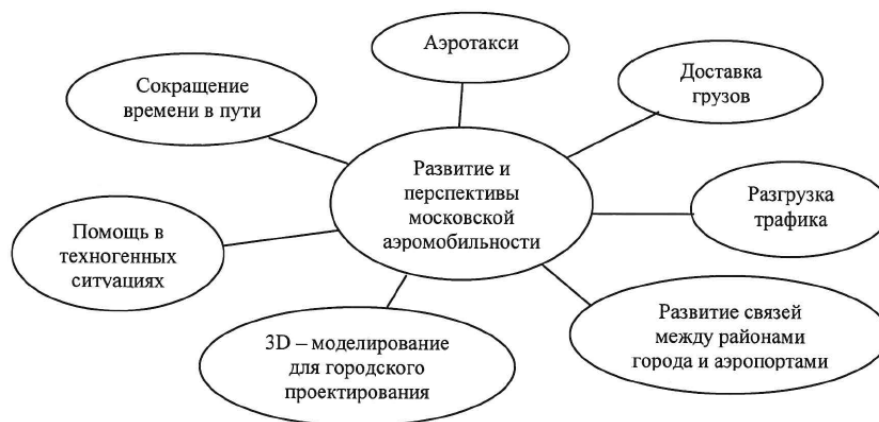 Аэротакси
Сокращение
времени в пути
Доставка
грузов
Развитие и
перспективы
московской
аэромобильности
Разгрузка
трафика
Помощь в
техногенных
ситуациях
Развитие связей
между районами
города и аэропортами
3D – моделирование
для городского
проектирования